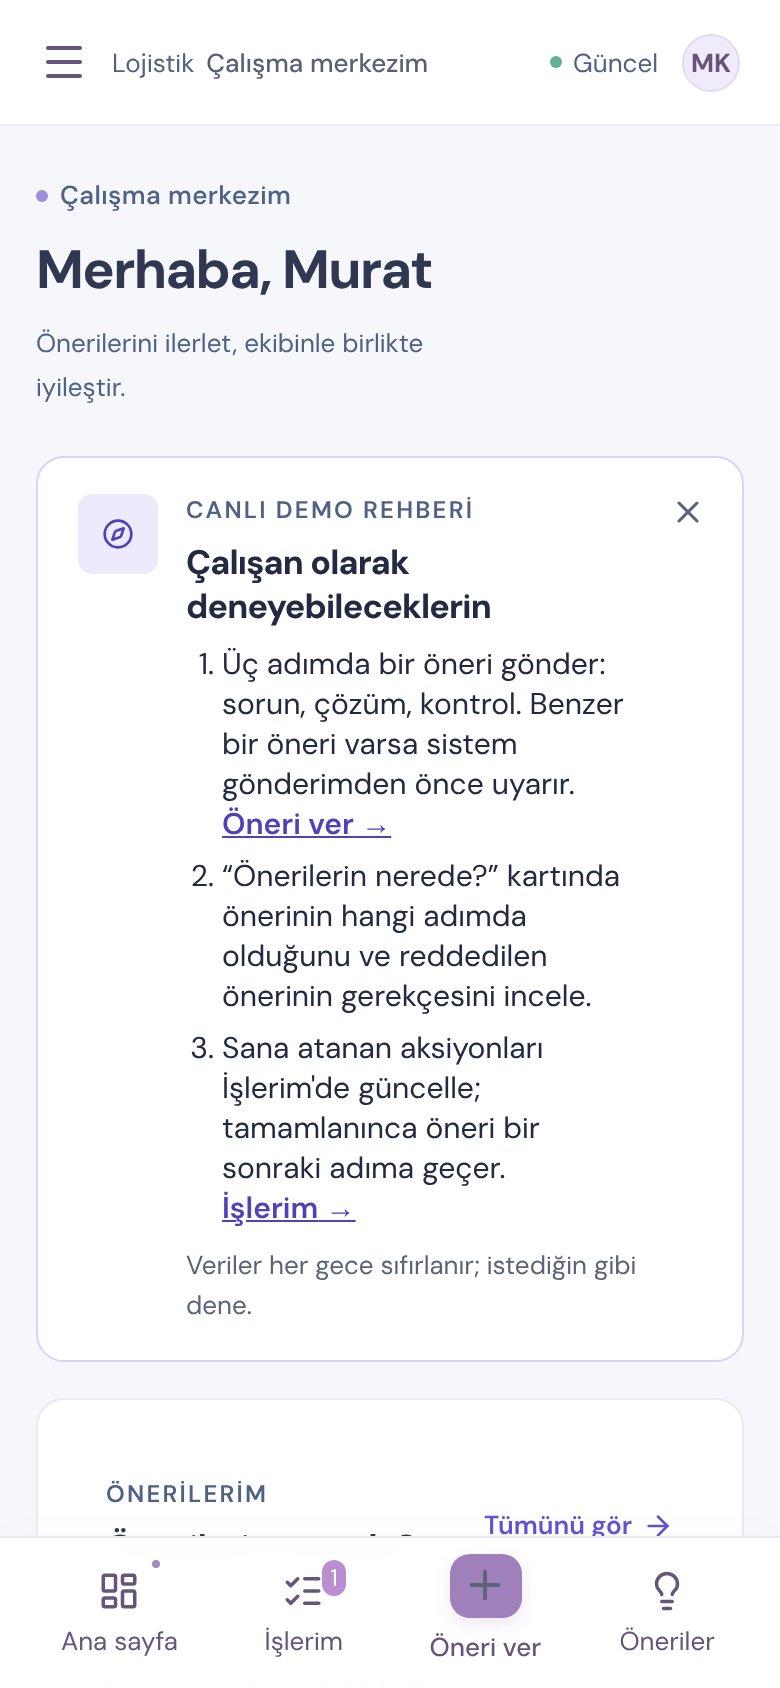 Lojistik Çalışma merkezim
Güncel
MK
Çalışma merkezim
Merhaba, Murat
Önerilerini ilerlet, ekibinle birlikte
iyileştir.
CANLI DEMO REHBERİ
Çalışan olarak
deneyebileceklerin
1. Üç adımda bir öneri gönder:
sorun, çözüm, kontrol. Benzer
bir öneri varsa sistem
gönderimden önce uyarır.
Öneri ver →
2. “Önerilerin nerede?” kartında
önerinin hangi adımda
olduğunu ve reddedilen
önerinin gerekçesini incele.
3. Sana atanan aksiyonları
İşlerim'de güncelle;
tamamlanınca öneri bir
sonraki adıma geçer.
İşlerim →
Veriler her gece sıfırlanır; istediğin gibi
dene.
ÖNERİLERİM
Tümünü gör →
1
Ana sayfa
İşlerim
Öneri ver
Öneriler